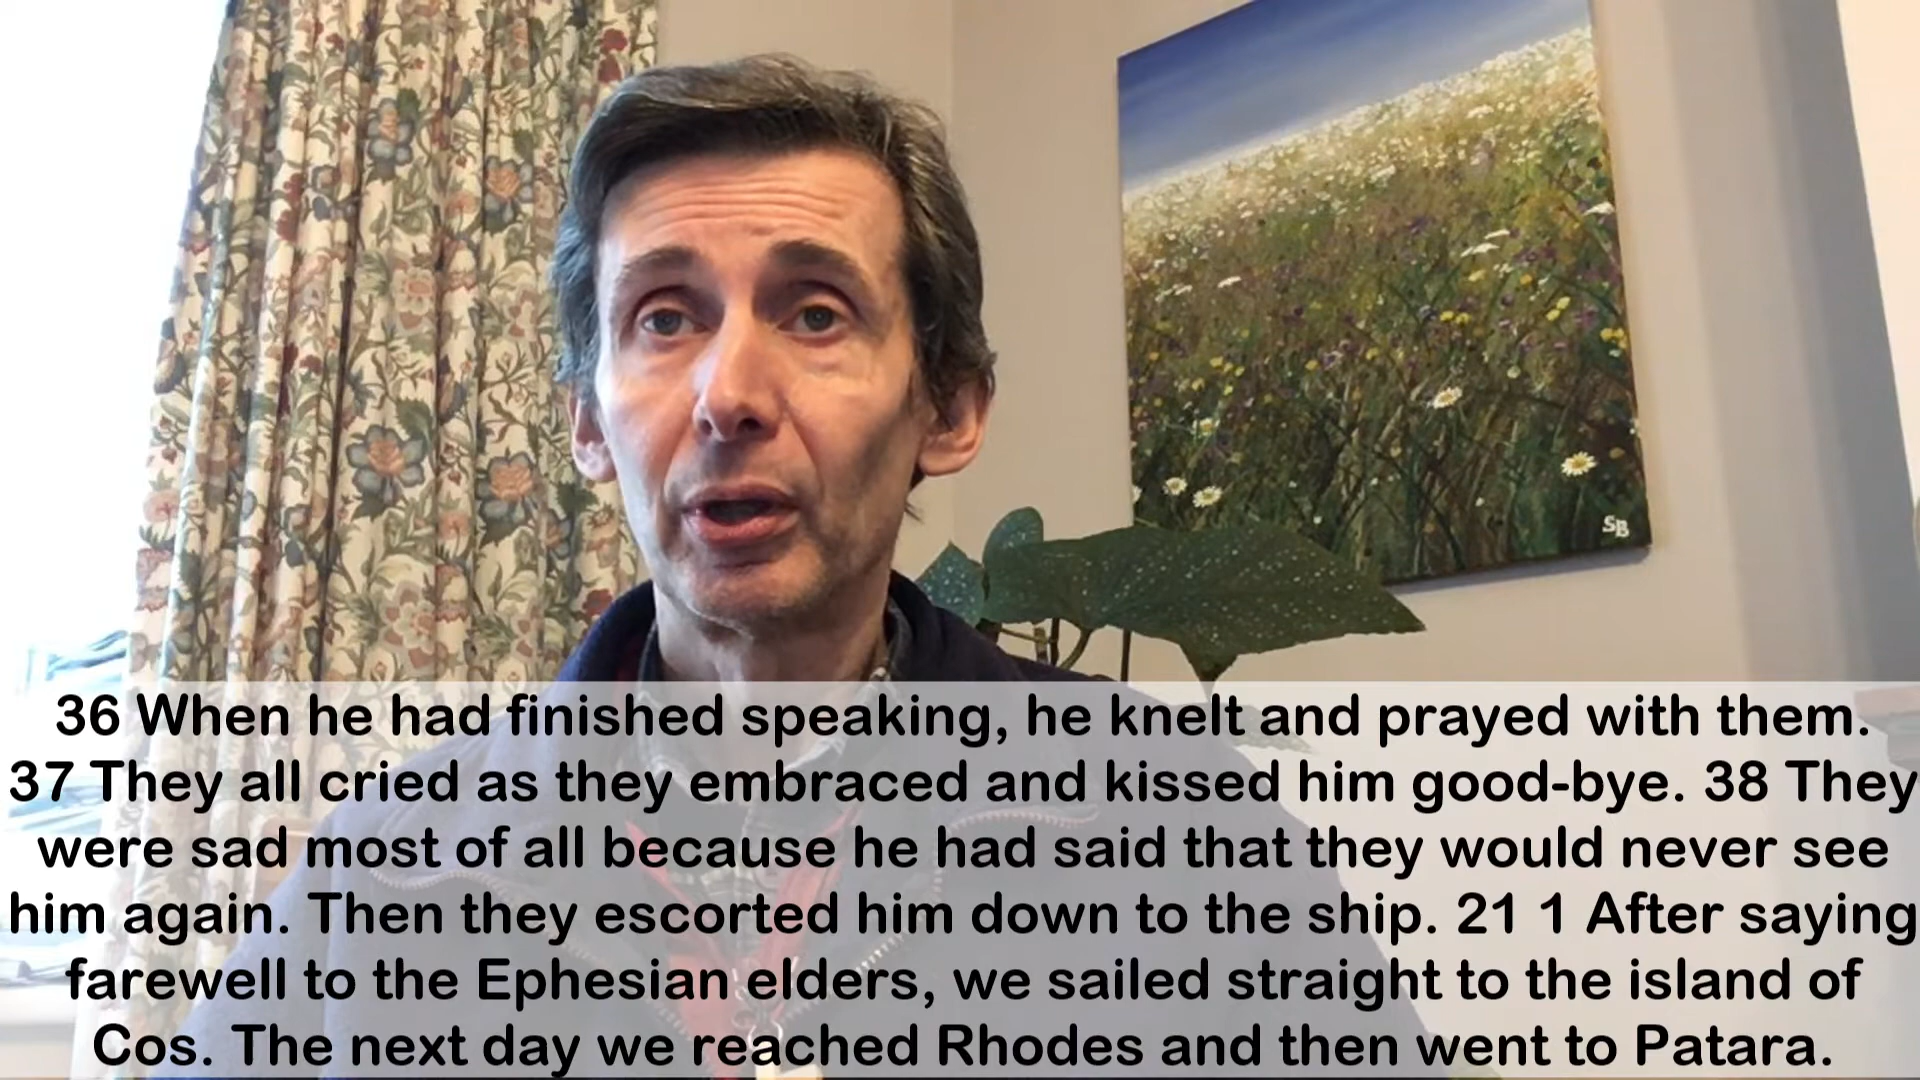 SB
36 When he had finished speaking, he knelt and prayed with them.
37 They all cried as they embraced and kissed him good-bye. 38 They
were sad most of all because he had said that they would never see
him again. Then they escorted him down to the ship. 21 1 After saying
farewell to the Ephesian elders, we sailed straight to the island of
Cos. The next day we reached Rhodes and then went to Patara.